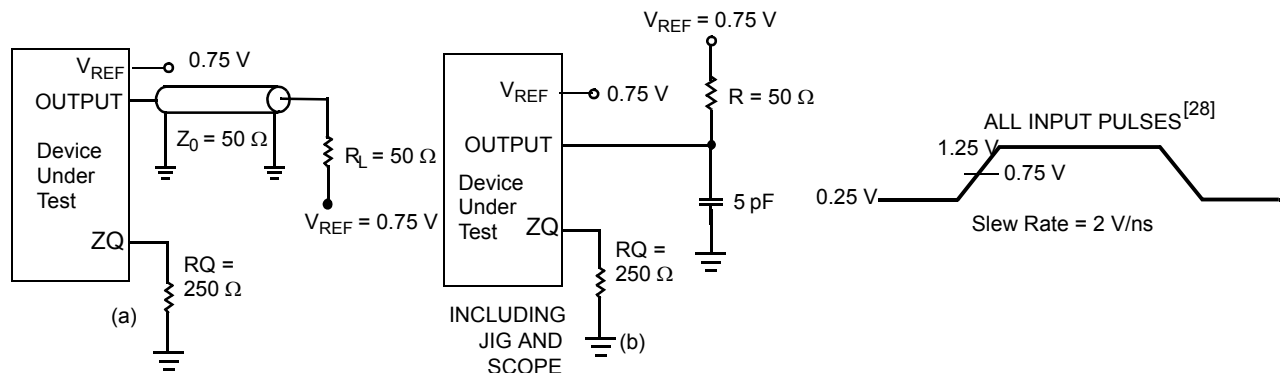 V_REF 0.75 V
OUTPUT
Z_0 = 50 Ω
Device
Under
Test
R_L = 50 Ω
V_REF = 0.75 V
ZQ
RQ =
250 Ω
(a)
V_REF = 0.75 V
R = 50 Ω
V_REF 0.75 V
OUTPUT
Device
Under
Test
5 pF
ZQ
RQ =
250 Ω
INCLUDING
JIG AND
SCOPE
(b)
ALL INPUT PULSES[28]
1.25 V
0.75 V
0.25 V
Slew Rate = 2 V/ns